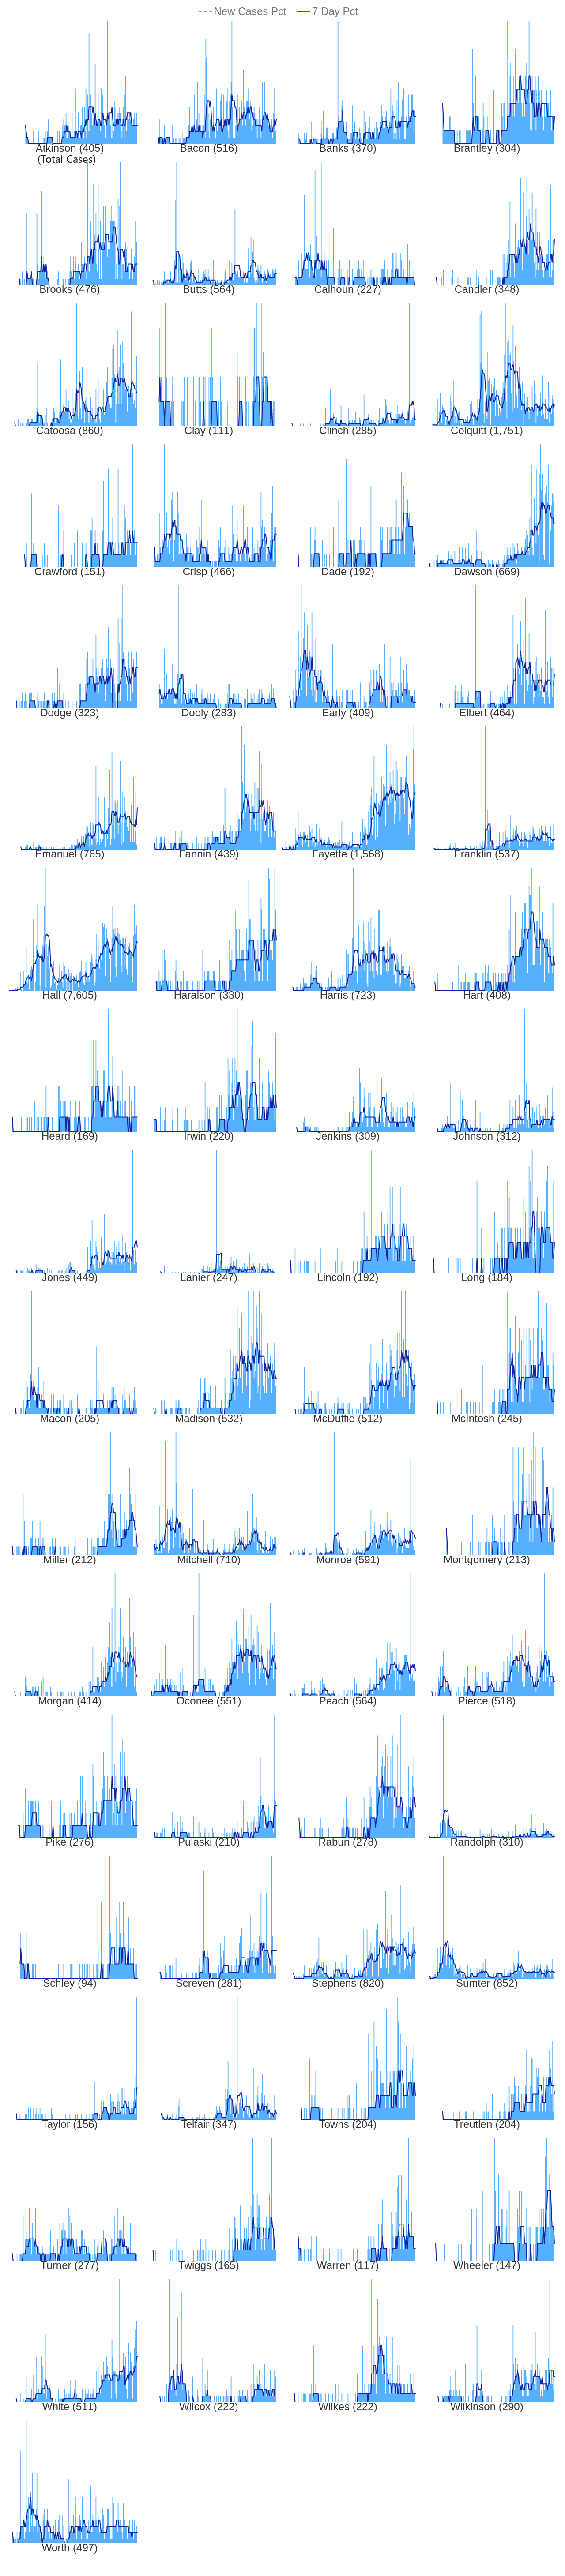 New Cases Pct 7 Day Pct
Atkinson (405) Bacon (516) Banks (370) Brantley (304)
(Total Cases)
Brooks (476) Butts (564) Calhoun (227) Candler (348)
Catoosa (860) Clay (111) Clinch (285) Colquitt (1,751)
Crawford (151) Crisp (466) Dade (192) Dawson (669)
Dodge (323) Dooly (283) Early (409) Elbert (464)
Emanuel (765) Fannin (439) Fayette (1,568) Franklin (537)
Hall (7,605) Haralson (330) Harris (723) Hart (408)
Heard (169) Irwin (220) Jenkins (309) Johnson (312)
Jones (449) Lanier (247) Lincoln (192) Long (184)
Macon (205) Madison (532) McDuffie (512) McIntosh (245)
Miller (212) Mitchell (710) Monroe (591) Montgomery (213)
Morgan (414) Oconee (551) Peach (564) Pierce (518)
Pike (276) Pulaski (210) Rabun (278) Randolph (310)
Schley (94) Screven (281) Stephens (820) Sumter (852)
Taylor (156) Telfair (347) Towns (204) Treutlen (204)
Turner (277) Twiggs (165) Warren (117) Wheeler (147)
White (511) Wilcox (222) Wilkes (222) Wilkinson (290)
Worth (497)